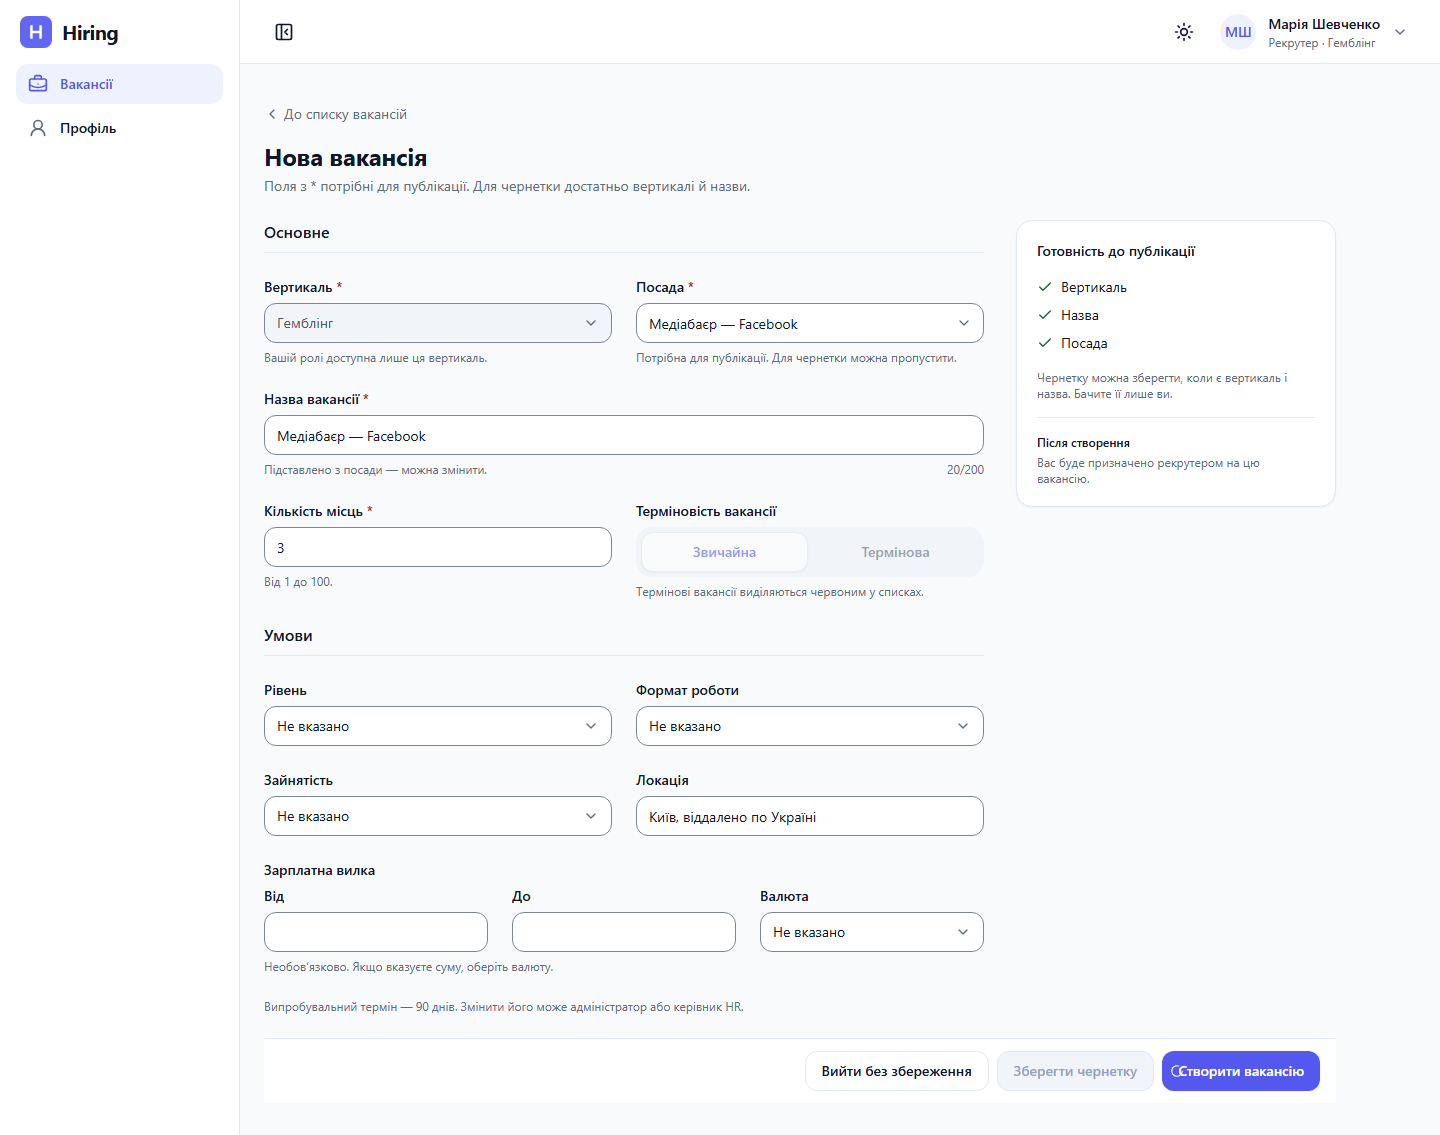 H Hiring
Вакансії
Профіль
МШ
Марія Шевченко
Рекрутер · Гемблінг
До списку вакансій
Нова вакансія
Поля з * потрібні для публікації. Для чернетки достатньо вертикалі й назви.
Основне
Вертикаль *
Гемблінг
Вашій ролі доступна лише ця вертикаль.
Посада *
Медіабаєр — Facebook
Потрібна для публікації. Для чернетки можна пропустити.
Назва вакансії *
Медіабаєр — Facebook
Підставлено з посади — можна змінити.
20/200
Кількість місць *
3
Від 1 до 100.
Терміновість вакансії
Звичайна
Термінова
Термінові вакансії виділяються червоним у списках.
Умови
Рівень
Не вказано
Формат роботи
Не вказано
Зайнятість
Не вказано
Локація
Київ, віддалено по Україні
Зарплатна вилка
Від
До
Валюта
Не вказано
Необов'язково. Якщо вказуєте суму, оберіть валюту.
Випробувальний термін — 90 днів. Змінити його може адміністратор або керівник HR.
Готовність до публікації
Вертикаль
Назва
Посада
Чернетку можна зберегти, коли є вертикаль і
назва. Бачите її лише ви.
Після створення
Вас буде призначено рекрутером на цю
вакансію.
Вийти без збереження
Зберегти чернетку
Створити вакансію